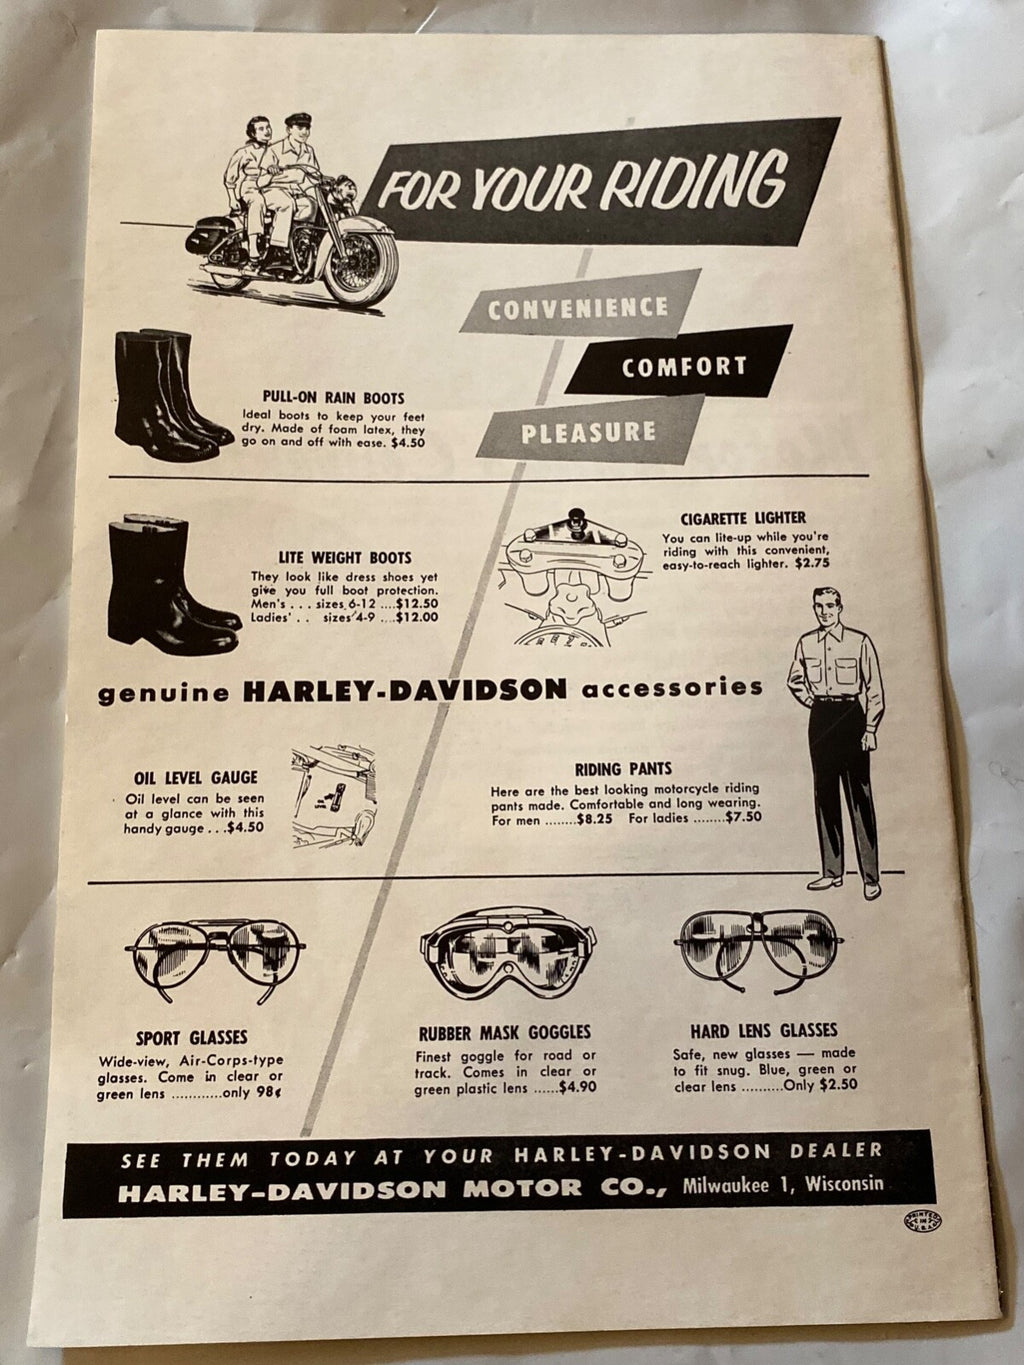 FOR YOUR RIDING
CONVENIENCE
COMFORT
PLEASURE
PULL-ON RAIN BOOTS
Ideal boots to keep your feet
dry. Made of foam latex, they
go on and off with ease. $4.50
LITE WEIGHT BOOTS
They look like dress shoes yet
give you full boot protection.
Men's . . . sizes 6-12 ....$12.50
Ladies' . . sizes 4-9 ....$12.00
CIGARETTE LIGHTER
You can lite-up while you're
riding with this convenient,
easy-to-reach lighter. $2.75
genuine HARLEY-DAVIDSON accessories
OIL LEVEL GAUGE
Oil level can be seen
at a glance with this
handy gauge . . .$4.50
RIDING PANTS
Here are the best looking motorcycle riding
pants made. Comfortable and long wearing.
For men ........$8.25 For ladies ........$7.50
SPORT GLASSES
Wide-view, Air-Corps-type
glasses. Come in clear or
green lens ............only 98¢
RUBBER MASK GOGGLES
Finest goggle for road or
track. Comes in clear or
green plastic lens ......$4.90
HARD LENS GLASSES
Safe, new glasses — made
to fit snug. Blue, green or
clear lens ..........Only $2.50
SEE THEM TODAY AT YOUR HARLEY-DAVIDSON DEALER
HARLEY-DAVIDSON MOTOR CO., Milwaukee 1, Wisconsin
PRINTED
IN
U.S.A.